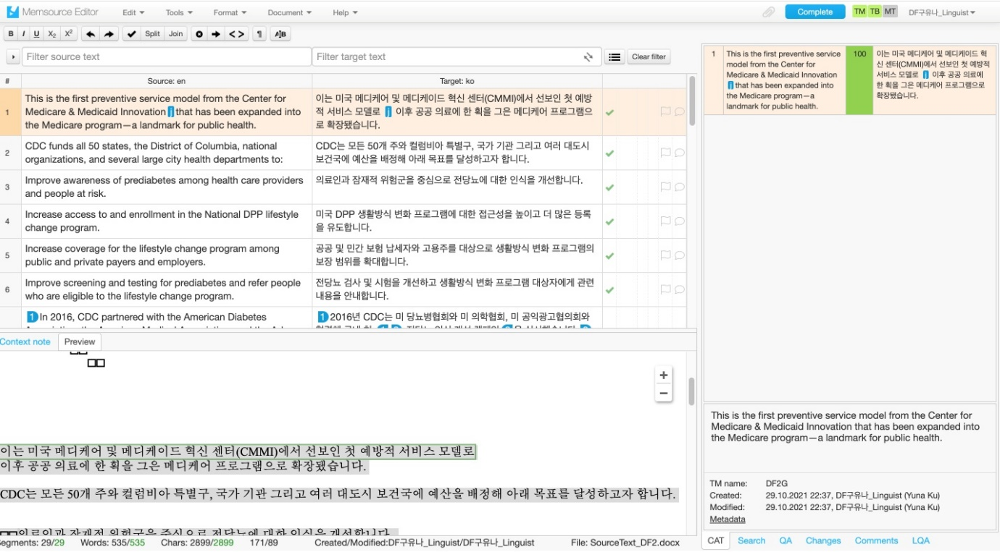 Memsource Editor Edit Tools Format Document Help Complete TM TB MT DF구유나_Linguist
B I U X₂ X² Split Join < > ¶ A|B
Filter source text Filter target text Clear filter
# Source: en Target: ko
1
This is the first preventive service model from the Center for
Medicare & Medicaid Innovation j that has been expanded into
the Medicare program—a landmark for public health.
이는 미국 메디케어 및 메디케이드 혁신 센터(CMMI)에서 선보인 첫 예방
적 서비스 모델로 j 이후 공공 의료에 한 획을 그은 메디케어 프로그램으
로 확장됐습니다.
2
CDC funds all 50 states, the District of Columbia, national
organizations, and several large city health departments to:
CDC는 모든 50개 주와 컬럼비아 특별구, 국가 기관 그리고 여러 대도시
보건국에 예산을 배정해 아래 목표를 달성하고자 합니다.
3
Improve awareness of prediabetes among health care providers
and people at risk.
의료인과 잠재적 위험군을 중심으로 전당뇨에 대한 인식을 개선합니다.
4
Increase access to and enrollment in the National DPP lifestyle
change program.
미국 DPP 생활방식 변화 프로그램에 대한 접근성을 높이고 더 많은 등록
을 유도합니다.
5
Increase coverage for the lifestyle change program among
public and private payers and employers.
공공 및 민간 보험 납세자와 고용주를 대상으로 생활방식 변화 프로그램의
보장 범위를 확대합니다.
6
Improve screening and testing for prediabetes and refer people
who are eligible to the lifestyle change program.
전당뇨 검사 및 시험을 개선하고 생활방식 변화 프로그램 대상자에게 관련
내용을 안내합니다.
1 In 2016, CDC partnered with the American Diabetes
1 2016년 CDC는 미 당뇨병협회와 미 의학협회, 미 공익광고협의회와
Context note Preview
+
−
이는 미국 메디케어 및 메디케이드 혁신 센터(CMMI)에서 선보인 첫 예방적 서비스 모델로
이후 공공 의료에 한 획을 그은 메디케어 프로그램으로 확장됐습니다.
CDC는 모든 50개 주와 컬럼비아 특별구, 국가 기관 그리고 여러 대도시 보건국에 예산을 배정해 아래 목표를 달성하고자 합니다.
의료인과 잠재적 위험군을 중심으로 전당뇨에 대한 인식을 개선합니다.
egments: 29/29 Words: 535/535 Chars: 2899/2899 171/89 Created/Modified:DF구유나_Linguist/DF구유나_Linguist File: SourceText_DF2.docx
1
This is the first preventive service
model from the Center for
Medicare & Medicaid Innovation
j that has been expanded into
the Medicare program—a
landmark for public health.
100
이는 미국 메디케어 및 메디케이드 혁
신 센터(CMMI)에서 선보인 첫 예방적
서비스 모델로 j 이후 공공 의료에
한 획을 그은 메디케어 프로그램으로
확장됐습니다.
This is the first preventive service model from the Center for
Medicare & Medicaid Innovation that has been expanded into
the Medicare program—a landmark for public health.
TM name: DF2G
Created: 29.10.2021 22:37, DF구유나_Linguist (Yuna Ku)
Modified: 29.10.2021 22:37, DF구유나_Linguist (Yuna Ku)
Metadata
CAT Search QA Changes Comments LQA